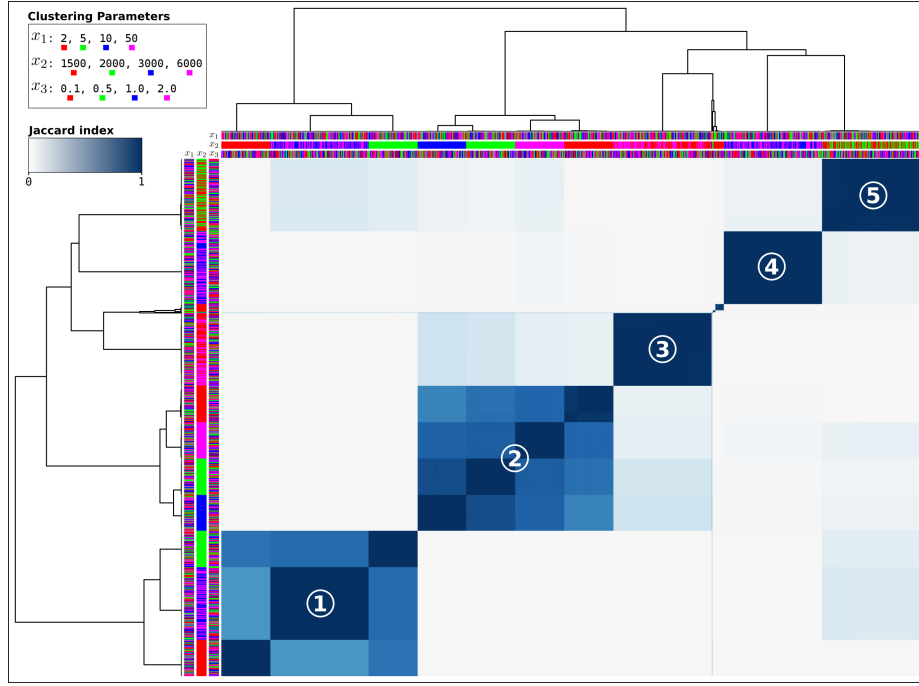 Clustering Parameters
x₁: 2, 5, 10, 50
x₂: 1500, 2000, 3000, 6000
x₃: 0.1, 0.5, 1.0, 2.0
Jaccard index
0 1
x₁
x₂
x₃
x₁ x₂ x₃
5
4
3
2
1